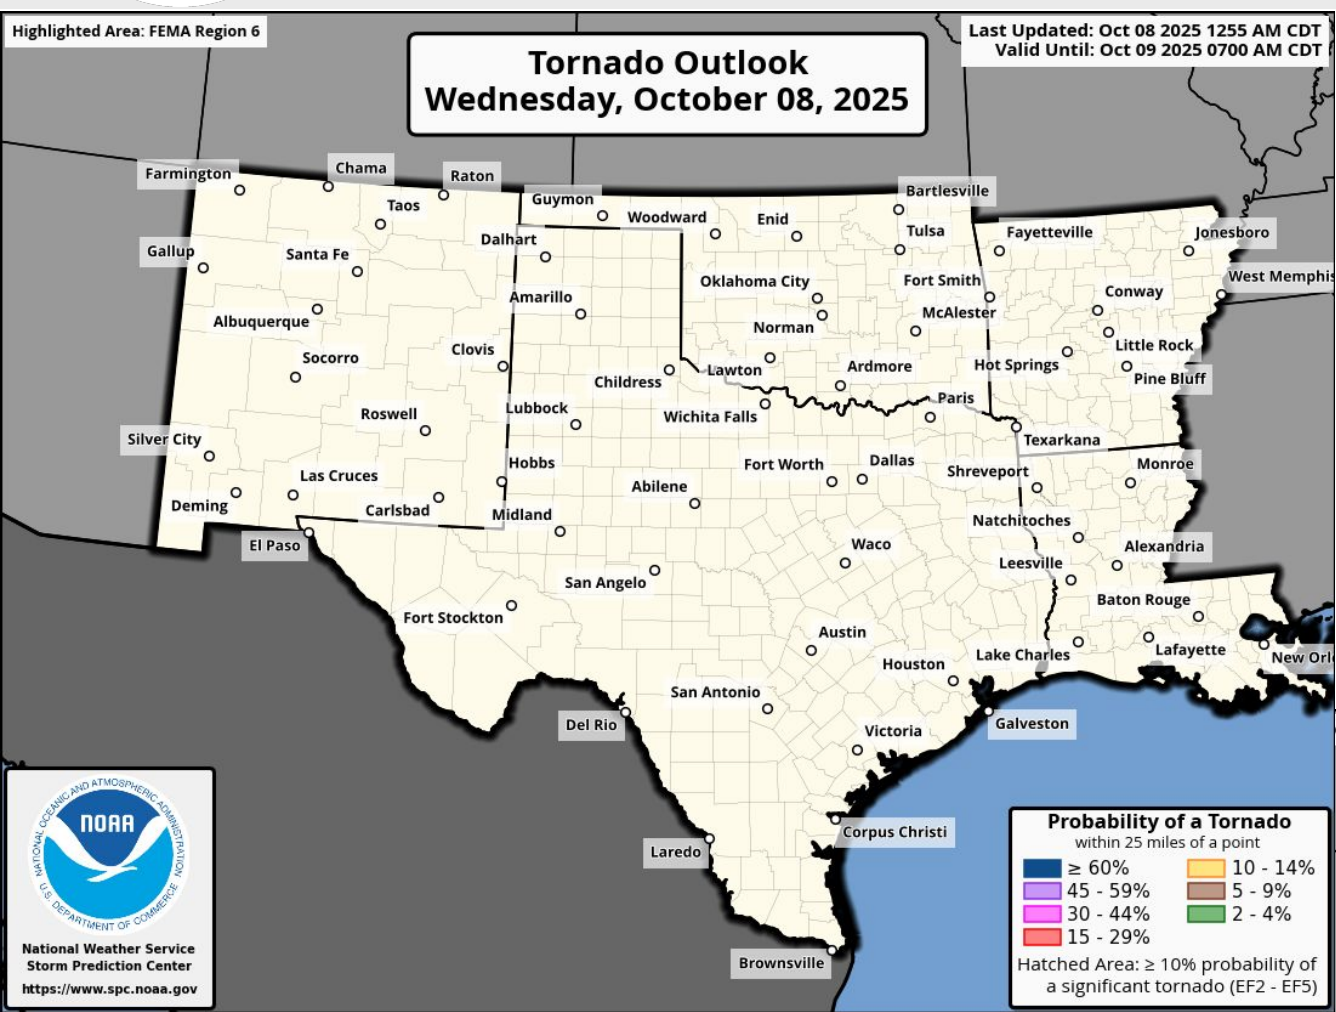 Highlighted Area: FEMA Region 6
Last Updated: Oct 08 2025 1255 AM CDT
Valid Until: Oct 09 2025 0700 AM CDT
Tornado Outlook
Wednesday, October 08, 2025
Farmington
Chama
Raton
Guymon
Bartlesville
Taos
Woodward
Enid
Tulsa
Fayetteville
Jonesboro
Gallup
Santa Fe
Dalhart
Oklahoma City
Fort Smith
West Memphis
Amarillo
Conway
Albuquerque
Norman
McAlester
Little Rock
Socorro
Clovis
Childress
Lawton
Ardmore
Hot Springs
Pine Bluff
Roswell
Lubbock
Wichita Falls
Paris
Silver City
Texarkana
Las Cruces
Hobbs
Abilene
Fort Worth
Dallas
Shreveport
Monroe
Deming
Carlsbad
Midland
Natchitoches
El Paso
Waco
Alexandria
San Angelo
Leesville
Fort Stockton
Baton Rouge
Austin
Houston
Lake Charles
Lafayette
New Orl
San Antonio
Del Rio
Victoria
Galveston
Corpus Christi
Laredo
Brownsville
NATIONAL OCEANIC AND ATMOSPHERIC ADMINISTRATION
NOAA
U.S. DEPARTMENT OF COMMERCE
National Weather Service
Storm Prediction Center
https://www.spc.noaa.gov
Probability of a Tornado
within 25 miles of a point
≥ 60%
10 - 14%
45 - 59%
5 - 9%
30 - 44%
2 - 4%
15 - 29%
Hatched Area: ≥ 10% probability of
a significant tornado (EF2 - EF5)